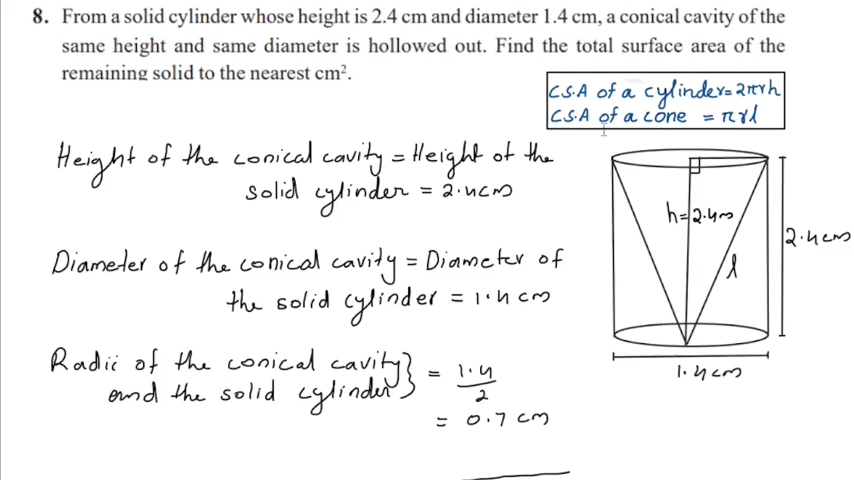 8. From a solid cylinder whose height is 2.4 cm and diameter 1.4 cm, a conical cavity of the
same height and same diameter is hollowed out. Find the total surface area of the
remaining solid to the nearest cm².
C.S.A of a cylinder = 2πrh
C.S.A of a cone = πrl
Height of the conical cavity = Height of the
solid cylinder = 2.4cm
h=2.4cm
2.4cm
l
Diameter of the conical cavity = Diameter of
the solid cylinder = 1.4cm
Radii of the conical cavity
and the solid cylinder } = 1.4/2
= 0.7 cm
1.4cm